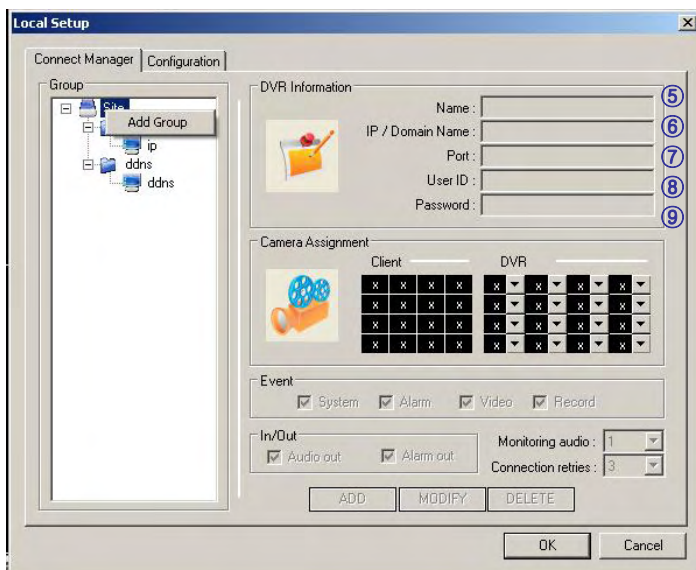 Local Setup
Connect Manager Configuration
Group
Site
Add Group
ip
ddns
ddns
DVR Information
Name : ⑤
IP / Domain Name : ⑥
Port : ⑦
User ID : ⑧
Password : ⑨
Camera Assignment
Client DVR
x x x x x x x x
x x x x x x x x
x x x x x x x x
x x x x x x x x
Event
System Alarm Video Record
In/Out
Audio out Alarm out
Monitoring audio : 1
Connection retries : 3
ADD MODIFY DELETE
OK Cancel